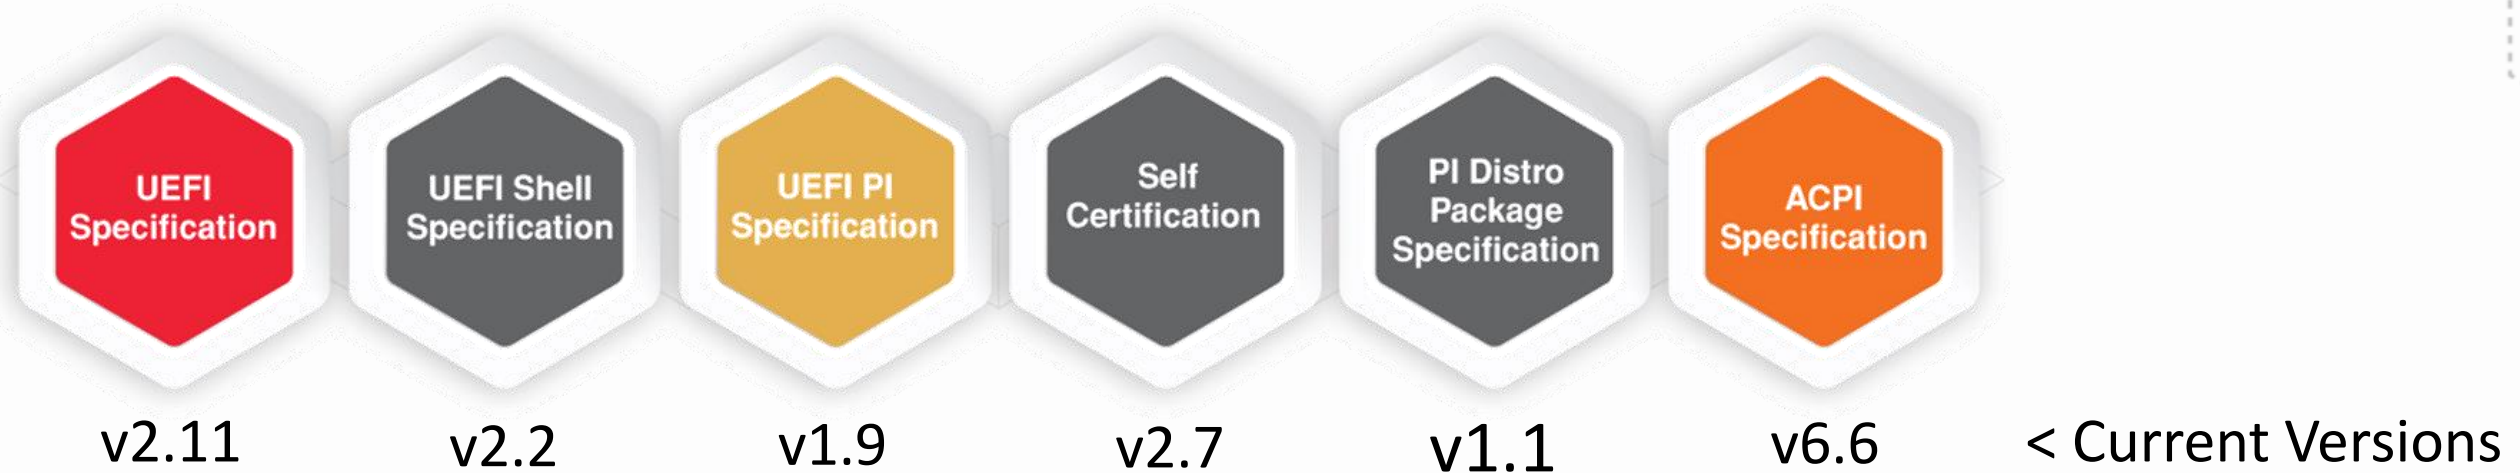 UEFI
Specification
UEFI Shell
Specification
UEFI PI
Specification
Self
Certification
PI Distro
Package
Specification
ACPI
Specification
v2.11
v2.2
v1.9
v2.7
v1.1
v6.6
< Current Versions